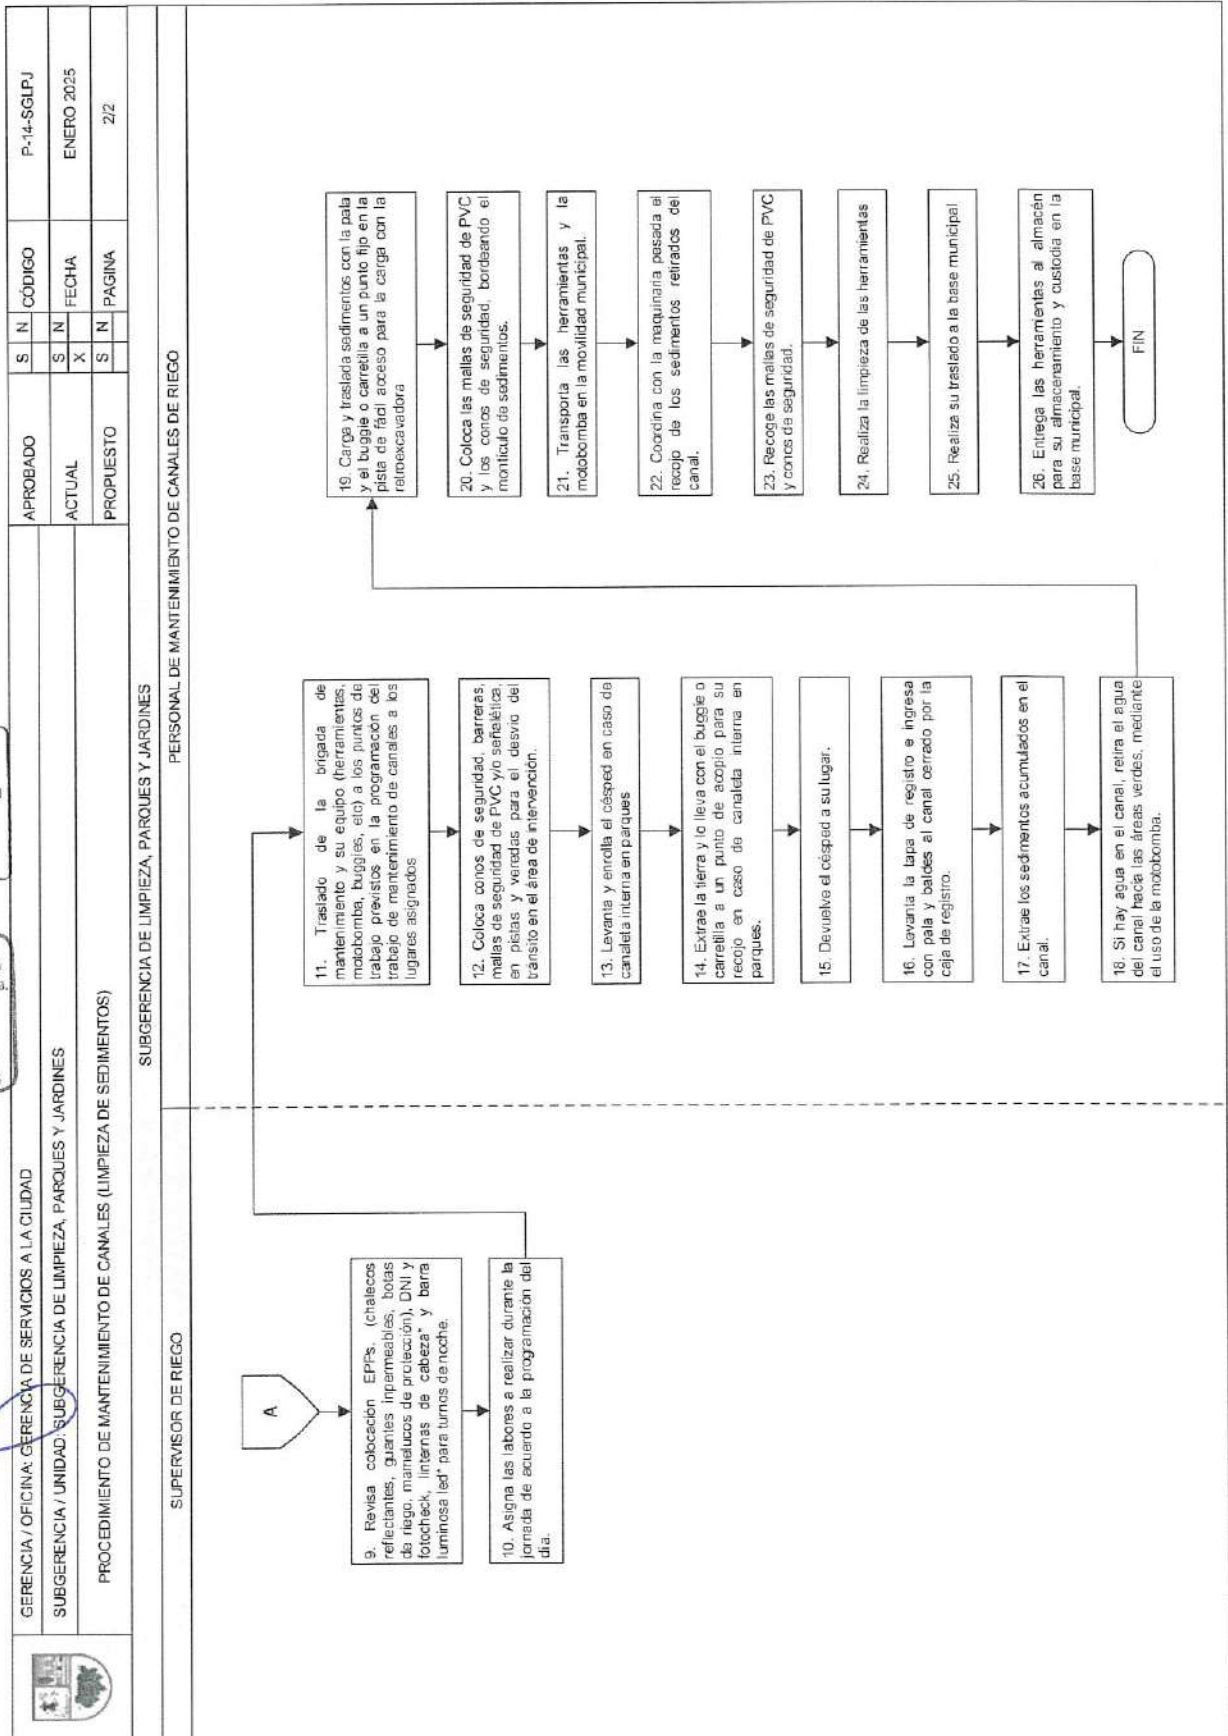 GERENCIA / OFICINA: GERENCIA DE SERVICIOS A LA CIUDAD
APROBADO
S N
CÓDIGO
P-14-SGLPJ
SUBGERENCIA / UNIDAD: SUBGERENCIA DE LIMPIEZA, PARQUES Y JARDINES
ACTUAL
S N
X
FECHA
ENERO 2025
PROCEDIMIENTO DE MANTENIMIENTO DE CANALES (LIMPIEZA DE SEDIMENTOS)
PROPUESTO
S N
PAGINA
2/2
SUBGERENCIA DE LIMPIEZA, PARQUES Y JARDINES
SUPERVISOR DE RIEGO
PERSONAL DE MANTENIMIENTO DE CANALES DE RIEGO
A
9. Revisa colocación EPPs. (chalecos
reflectantes, guantes inpermeables, botas
de riego, mamelucos de protección), DNI y
fotocheck, linternas de cabeza* y barra
luminosa led* para turnos de noche.
10. Asigna las labores a realizar durante la
jornada de acuerdo a la programación del
día.
11. Traslado de la brigada de
mantenimiento y su equipo (herramientas,
motobomba, buggies, etc) a los puntos de
trabajo previstos en la programación del
trabajo de mantenimiento de canales a los
lugares asignados
12. Coloca conos de seguridad, barreras,
mallas de seguridad de PVC y/o señalética,
en pistas y veredas para el desvio del
tránsito en el área de intervención.
13. Levanta y enrolla el césped en caso de
canaleta interna en parques
14. Extrae la tierra y lo lleva con el buggie o
carretilla a un punto de acopio para su
recojo en caso de canaleta interna en
parques.
15. Devuelve el césped a su lugar.
16. Levanta la tapa de registro e ingresa
con pala y baldes al canal cerrado por la
caja de registro.
17. Extrae los sedimentos acumulados en el
canal.
18. Si hay agua en el canal, retira el agua
del canal hacia las áreas verdes, mediante
el uso de la motobomba.
19. Carga y traslada sedimentos con la pala
y el buggie o carretilla a un punto fijo en la
pista de fácil acceso para la carga con la
retroexcavadora
20. Coloca las mallas de seguridad de PVC
y los conos de seguridad, bordeando el
montículo de sedimentos.
21. Transporta las herramientas y la
motobomba en la movilidad municipal.
22. Coordina con la maquinaria pesada el
recojo de los sedimentos retirados del
canal.
23. Recoge las mallas de seguridad de PVC
y conos de seguridad.
24. Realiza la limpieza de las herramientas
25. Realiza su traslado a la base municipal
26. Entrega las herramientas al almacén
para su almacenamiento y custodia en la
base municipal.
FIN